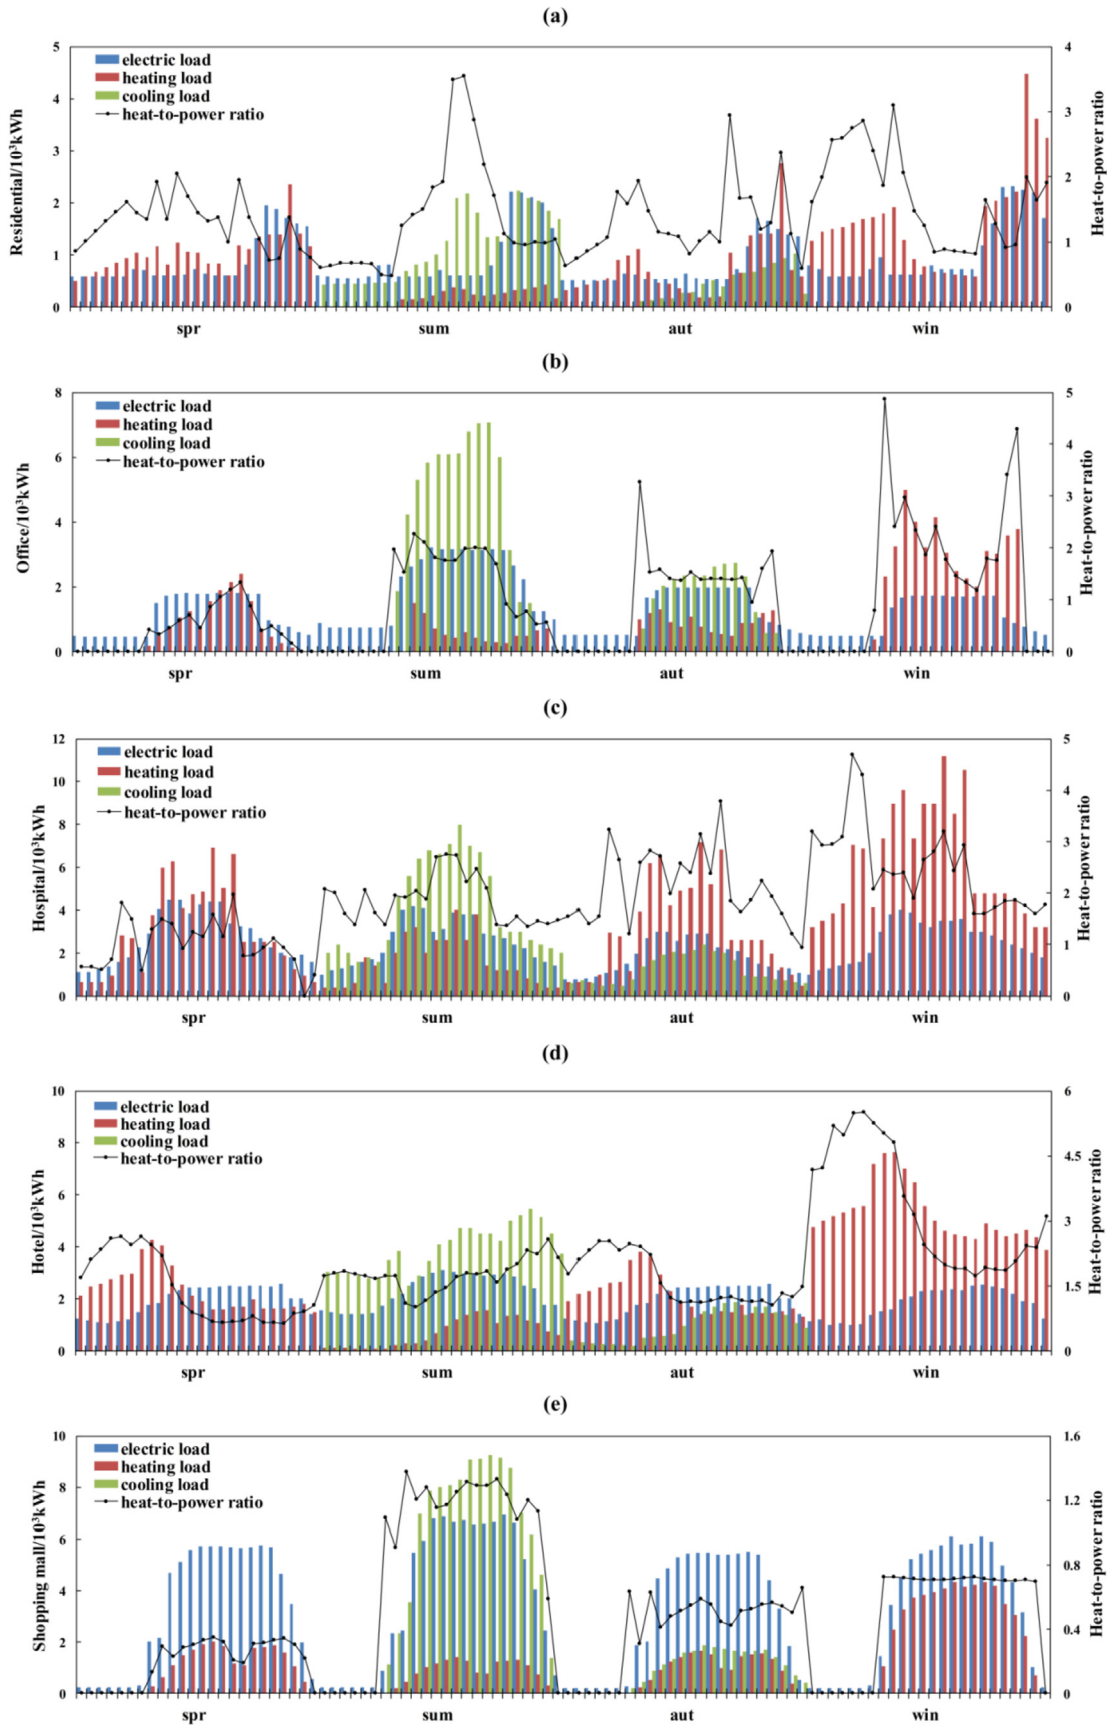 (a)
5
4
3
2
1
0
Residential/10³kWh
electric load
heating load
cooling load
heat-to-power ratio
4
3
2
1
0
Heat-to-power ratio
spr sum aut win
(b)
8
6
4
2
0
Office/10³kWh
electric load
heating load
cooling load
heat-to-power ratio
5
4
3
2
1
0
Heat-to-power ratio
spr sum aut win
(c)
12
10
8
6
4
2
0
Hospital/10³kWh
electric load
heating load
cooling load
heat-to-power ratio
5
4
3
2
1
0
Heat-to-power ratio
spr sum aut win
(d)
10
8
6
4
2
0
Hotel/10³kWh
electric load
heating load
cooling load
heat-to-power ratio
6
4.5
3
1.5
0
Heat-to-power ratio
spr sum aut win
(e)
10
8
6
4
2
0
Shopping mall/10³kWh
electric load
heating load
cooling load
heat-to-power ratio
1.6
1.2
0.8
0.4
0
Heat-to-power ratio
spr sum aut win